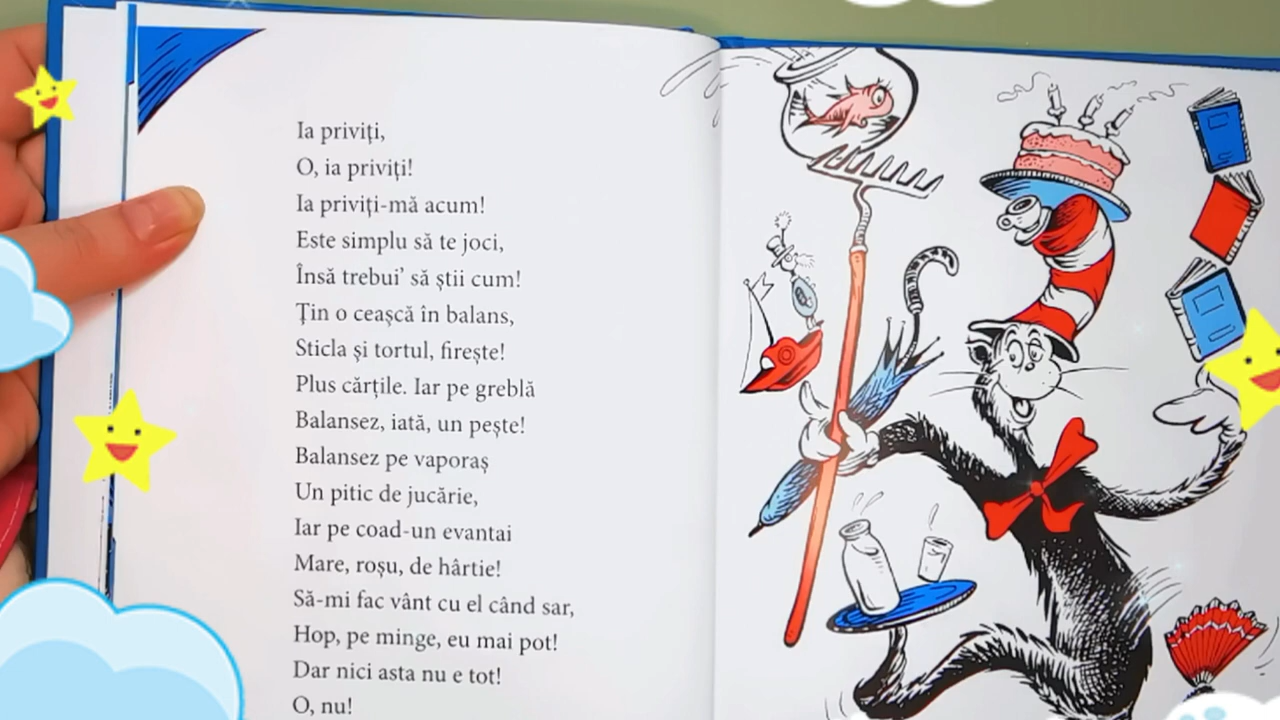 Ia priviți,
O, ia priviți!
Ia priviți-mă acum!
Este simplu să te joci,
Însă trebui’ să știi cum!
Țin o ceașcă în balans,
Sticla și tortul, firește!
Plus cărțile. Iar pe greblă
Balansez, iată, un pește!
Balansez pe vaporaș
Un pitic de jucărie,
Iar pe coad-un evantai
Mare, roșu, de hârtie!
Să-mi fac vânt cu el când sar,
Hop, pe minge, eu mai pot!
Dar nici asta nu e tot!
O, nu!